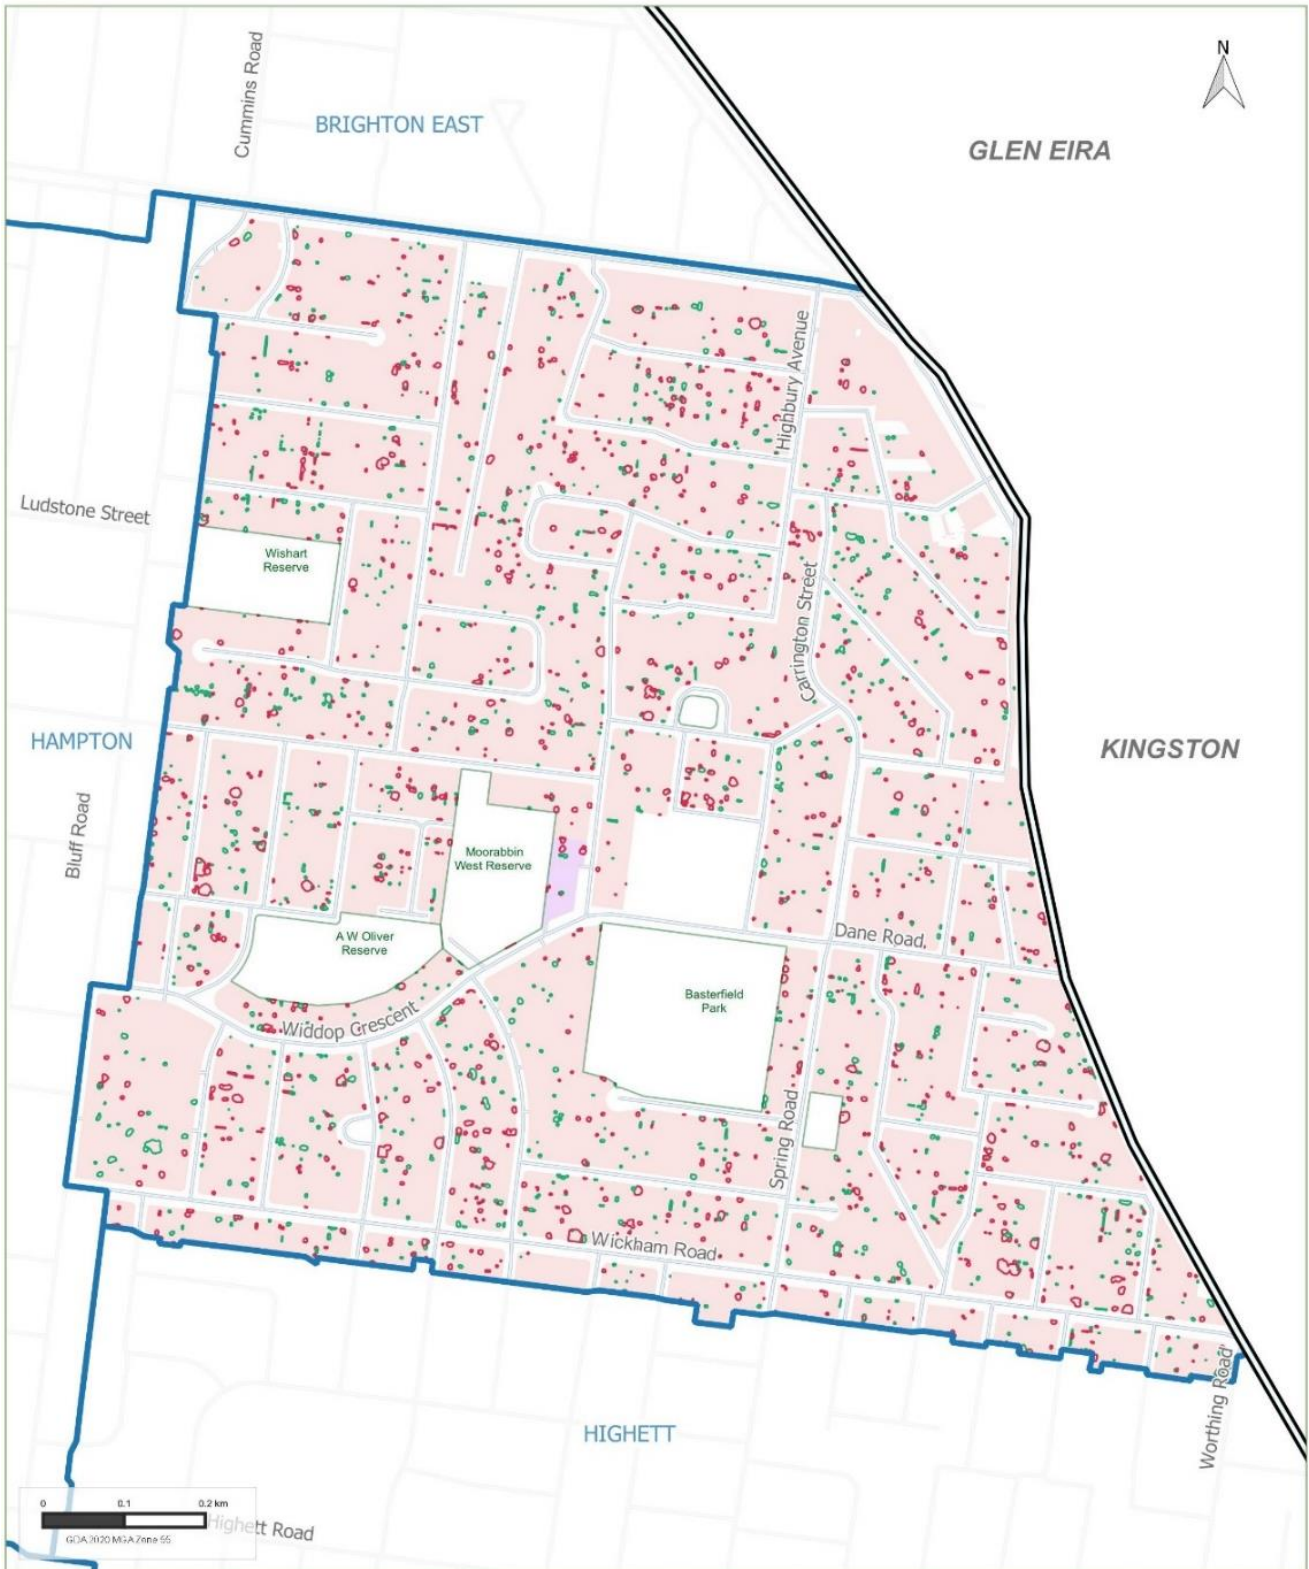 N
Cummins Road
BRIGHTON EAST
GLEN EIRA
Highbury Avenue
Ludstone Street
Wishart
Reserve
Carrington Street
HAMPTON
KINGSTON
Bluff Road
Moorabbin
West Reserve
A W Oliver
Reserve
Dane Road
Basterfield
Park
Widdop Crescent
Spring Road
Wickham Road
Worthing Road
HIGHETT
0 0.1 0.2 km
GDA 2020 MGA Zone 55
Highett Road